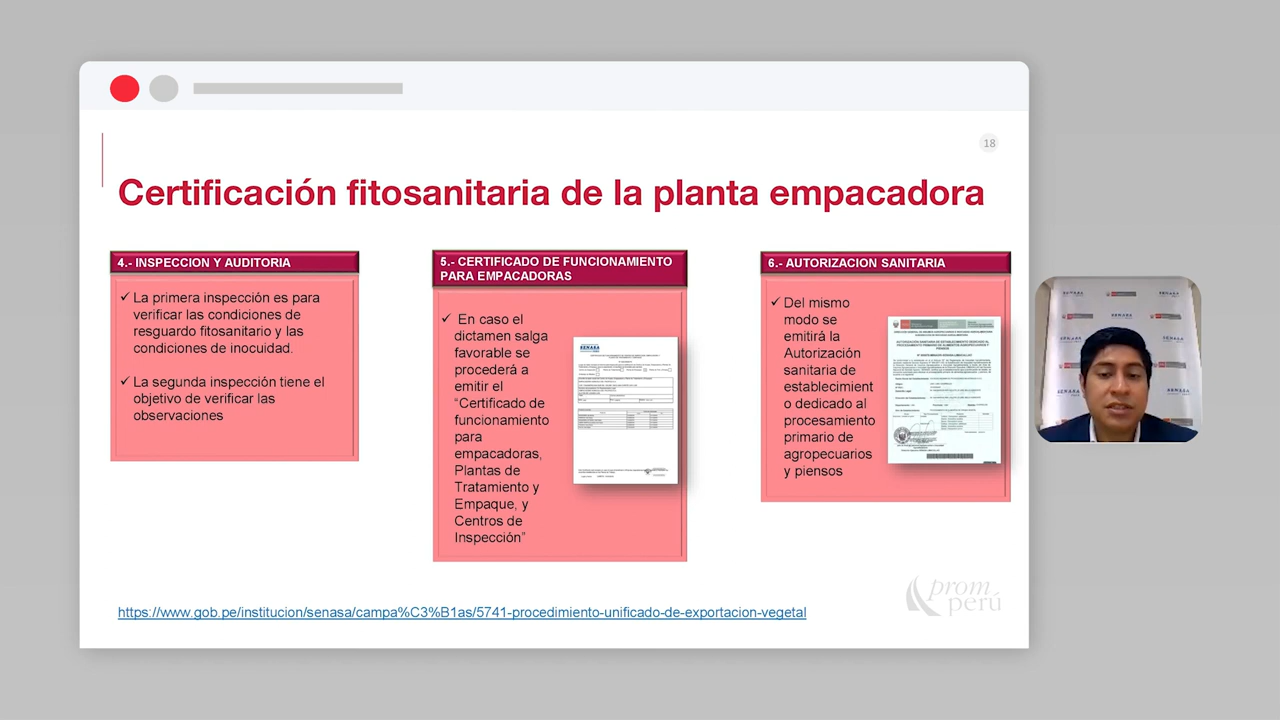 18
Certificación fitosanitaria de la planta empacadora
4.- INSPECCION Y AUDITORIA
✓ La primera inspección es para
verificar las condiciones de
resguardo fitosanitario y las
condiciones de inocuidad
✓ La segunda inspección tiene el
objetivo de verificar las
observaciones
5.- CERTIFICADO DE FUNCIONAMIENTO
PARA EMPACADORAS
✓ En caso el
dictamen salga
favorable se
procederá a
emitir el
“Certificado de
funcionamiento
para
empacadoras,
Plantas de
Tratamiento y
Empaque, y
Centros de
Inspección”
SENASA
6.- AUTORIZACION SANITARIA
✓ Del mismo
modo se
emitirá la
Autorización
sanitaria de
establecimient
o dedicado al
procesamiento
primario de
agropecuarios
y piensos
https://www.gob.pe/institucion/senasa/campa%C3%B1as/5741-procedimiento-unificado-de-exportacion-vegetal
prom
perú
SENASA